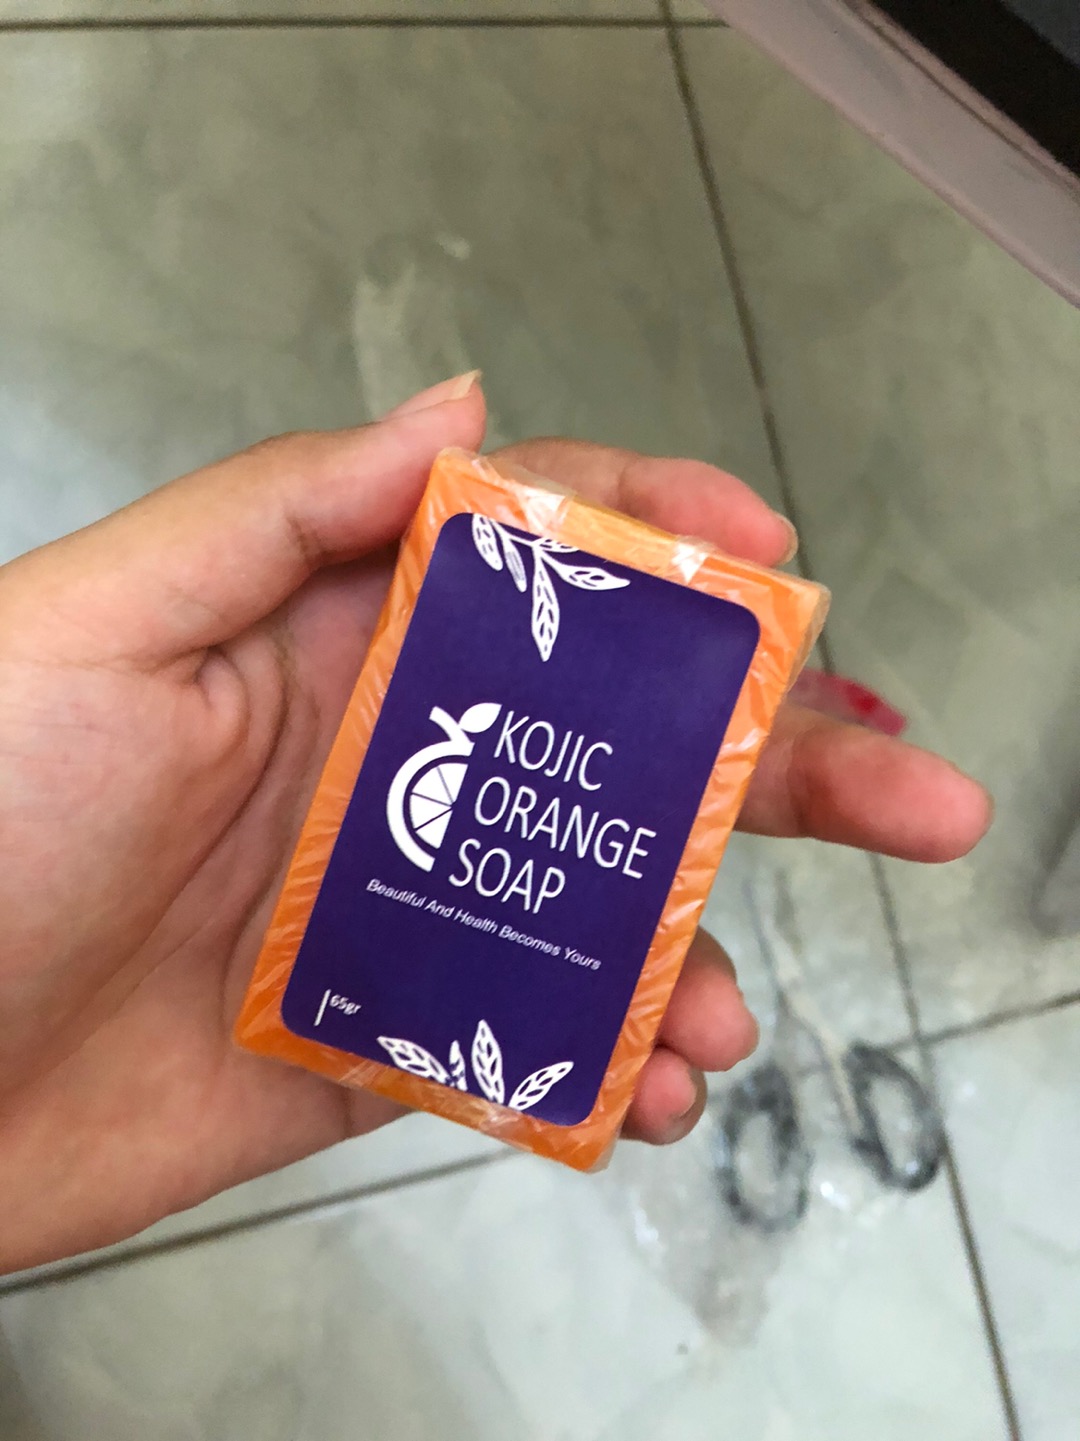 KOJIC
ORANGE
SOAP
Beautiful And Health Becomes Yours
65gr